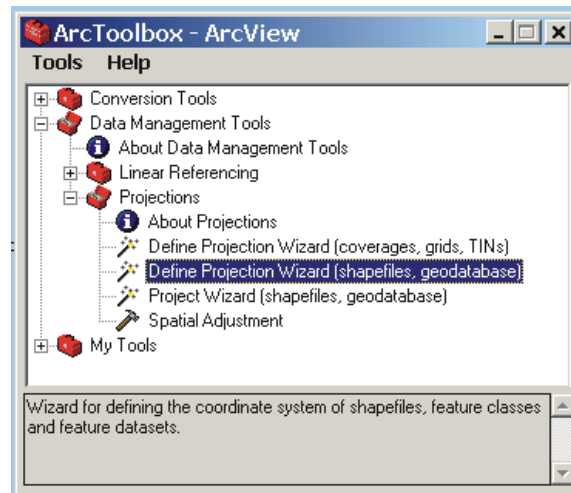 ArcToolbox - ArcView
Tools Help
Conversion Tools
Data Management Tools
About Data Management Tools
Linear Referencing
Projections
About Projections
Define Projection Wizard (coverages, grids, TINs)
Define Projection Wizard (shapefiles, geodatabase)
Project Wizard (shapefiles, geodatabase)
Spatial Adjustment
My Tools
Wizard for defining the coordinate system of shapefiles, feature classes
and feature datasets.